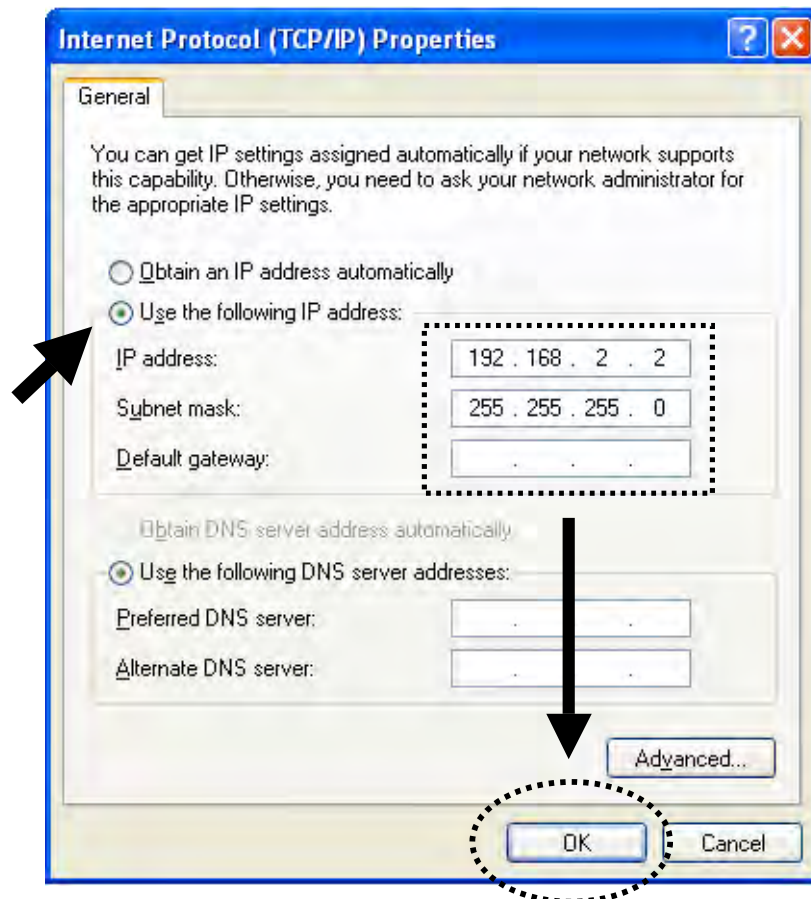 Internet Protocol (TCP/IP) Properties
General
You can get IP settings assigned automatically if your network supports
this capability. Otherwise, you need to ask your network administrator for
the appropriate IP settings.
Obtain an IP address automatically
Use the following IP address:
IP address: 192 . 168 . 2 . 2
Subnet mask: 255 . 255 . 255 . 0
Default gateway: . . .
Obtain DNS server address automatically
Use the following DNS server addresses:
Preferred DNS server: . . .
Alternate DNS server: . . .
Advanced...
OK Cancel